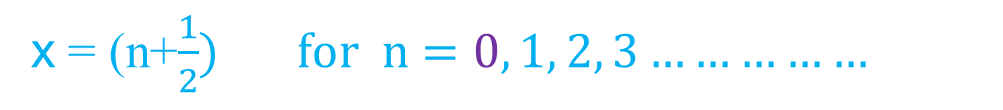 x = (n+1/2) for n = 0, 1, 2, 3 … … … … …